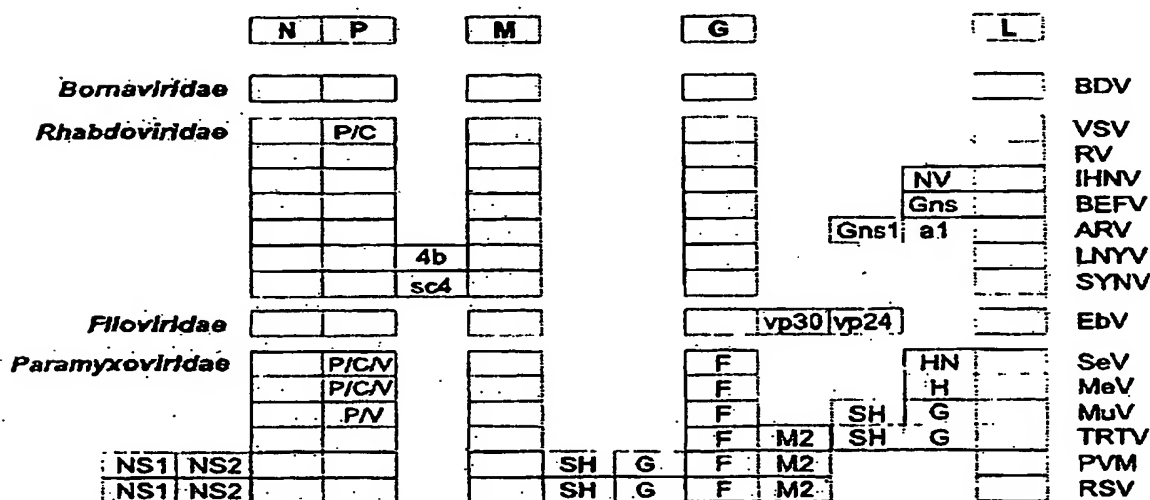 N P M G L
Bornaviridae BDV
Rhabdoviridae P/C VSV
RV
NV IHNV
Gns BEFV
Gns1 a1 ARV
4b LNYV
sc4 SYNV
Filoviridae vp30 vp24 EbV
Paramyxoviridae P/C/V F HN SeV
P/C/V F H MeV
P/V F SH G MuV
F M2 SH G TRTV
NS1 NS2 SH G F M2 PVM
NS1 NS2 SH G F M2 RSV